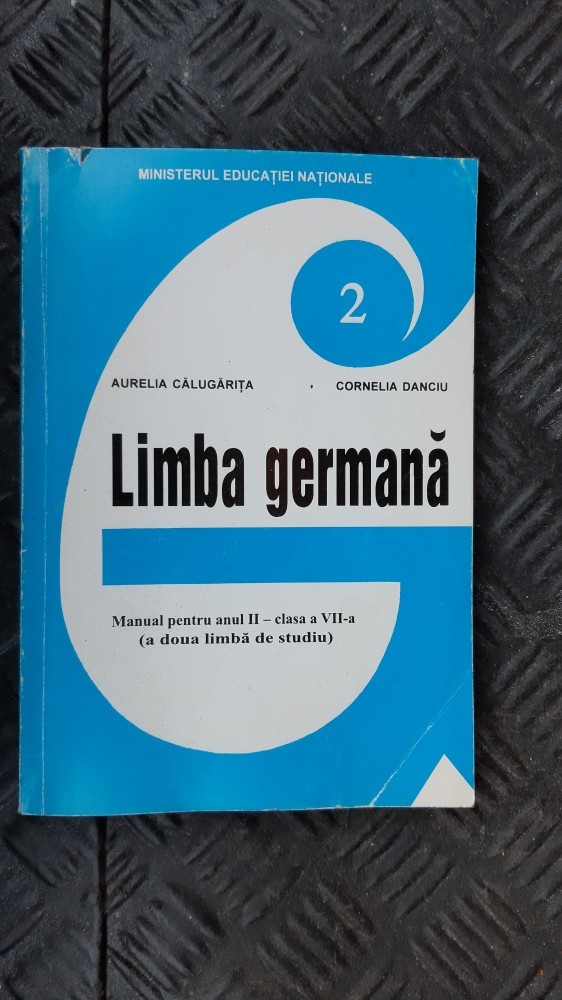 MINISTERUL EDUCAȚIEI NAȚIONALE
2
AURELIA CĂLUGĂRIȚA
CORNELIA DANCIU
Limba germană
Manual pentru anul II – clasa a VII-a
(a doua limbă de studiu)